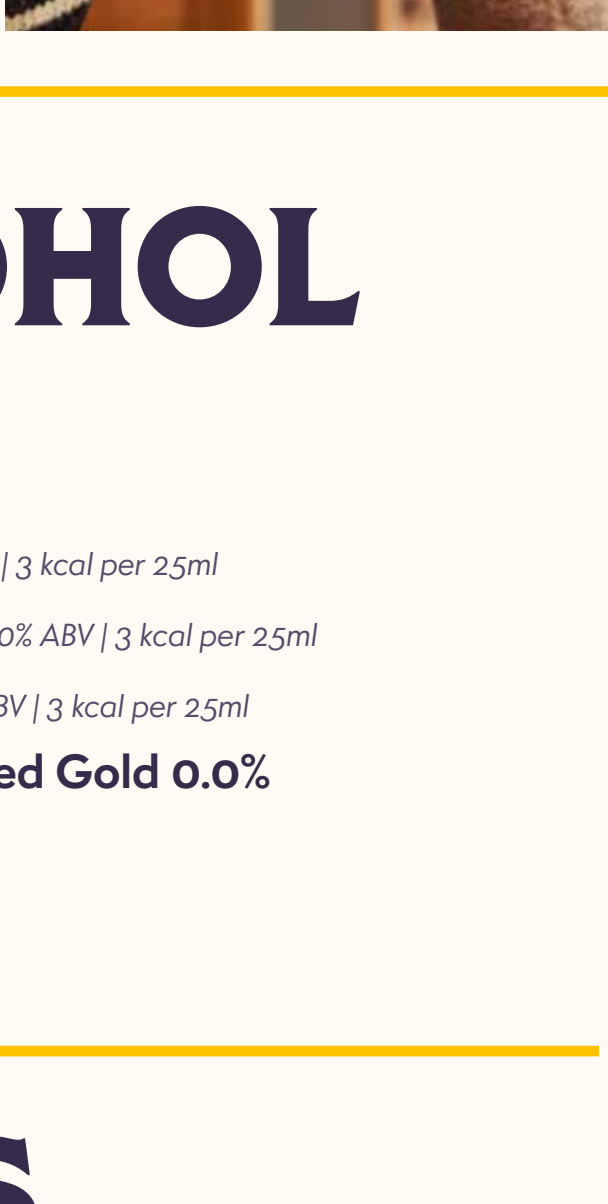 OHOL
| 3 kcal per 25ml
0% ABV | 3 kcal per 25ml
BV | 3 kcal per 25ml
ed Gold 0.0%
S